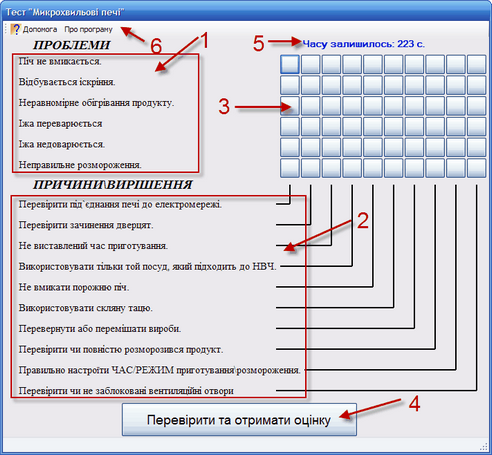 Тест "Микрохвильові печі"
Допомога Про програму
6
1
5
Часу залишилось: 223 с.
ПРОБЛЕМИ
Піч не вмикається.
Відбувається іскріння.
Неравномірне обігрівання продукту.
3
Їжа переварюється
Їжа недоварюється.
Неправильне розмороження.
ПРИЧИНИ\ВИРІШЕННЯ
Перевірити під`єднання печі до електромережі.
2
Перевірити зачинення дверцят.
Не виставлений час приготування.
Використовувати тільки той посуд, який підходить до НВЧ.
Не вмикати порожню піч.
Використовувати скляну тацю.
Перевернути або перемішати вироби.
Перевірити чи повністю розморозився продукт.
Правильно настроїти ЧАС/РЕЖИМ приготування\розмороження.
Перевірити чи не заблоковані вентиляційні отвори
Перевірити та отримати оцінку
4